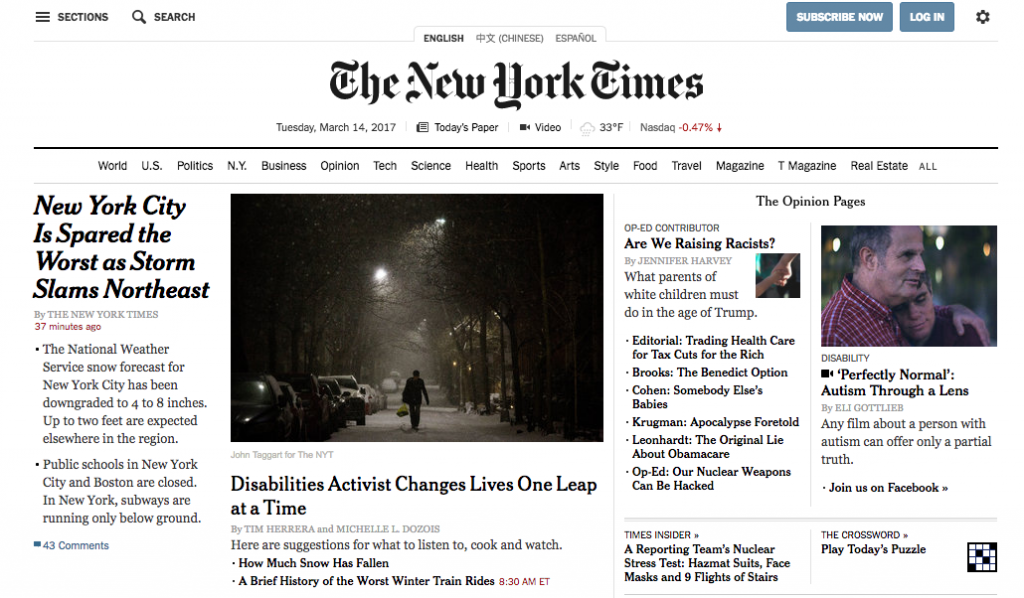 SECTIONS
SEARCH
SUBSCRIBE NOW
LOG IN
ENGLISH
中文 (CHINESE)
ESPAÑOL
The New York Times
Tuesday, March 14, 2017
Today's Paper
Video
33°F
Nasdaq -0.47% ↓
World
U.S.
Politics
N.Y.
Business
Opinion
Tech
Science
Health
Sports
Arts
Style
Food
Travel
Magazine
T Magazine
Real Estate
ALL
New York City
Is Spared the
Worst as Storm
Slams Northeast
By THE NEW YORK TIMES
37 minutes ago
• The National Weather
Service snow forecast for
New York City has been
downgraded to 4 to 8 inches.
Up to two feet are expected
elsewhere in the region.
• Public schools in New York
City and Boston are closed.
In New York, subways are
running only below ground.
43 Comments
John Taggart for The NYT
Disabilities Activist Changes Lives One Leap
at a Time
By TIM HERRERA and MICHELLE L. DOZOIS
Here are suggestions for what to listen to, cook and watch.
· How Much Snow Has Fallen
· A Brief History of the Worst Winter Train Rides 8:30 AM ET
The Opinion Pages
OP-ED CONTRIBUTOR
Are We Raising Racists?
By JENNIFER HARVEY
What parents of
white children must
do in the age of Trump.
· Editorial: Trading Health Care
for Tax Cuts for the Rich
· Brooks: The Benedict Option
· Cohen: Somebody Else's
Babies
· Krugman: Apocalypse Foretold
· Leonhardt: The Original Lie
About Obamacare
· Op-Ed: Our Nuclear Weapons
Can Be Hacked
DISABILITY
'Perfectly Normal':
Autism Through a Lens
By ELI GOTTLIEB
Any film about a person with
autism can offer only a partial
truth.
· Join us on Facebook »
TIMES INSIDER »
A Reporting Team's Nuclear
Stress Test: Hazmat Suits, Face
Masks and 9 Flights of Stairs
THE CROSSWORD »
Play Today's Puzzle